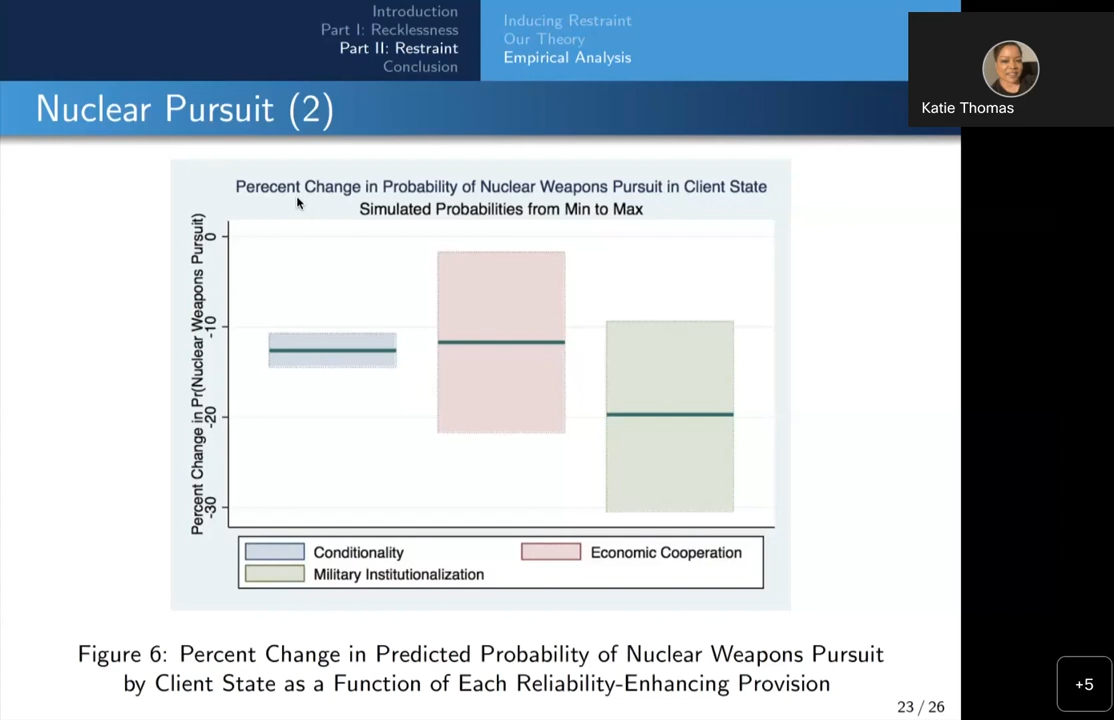 Introduction
Part I: Recklessness
Part II: Restraint
Conclusion
Inducing Restraint
Our Theory
Empirical Analysis
Katie Thomas
Nuclear Pursuit (2)
Perecent Change in Probability of Nuclear Weapons Pursuit in Client State
Simulated Probabilities from Min to Max
Percent Change in Pr(Nuclear Weapons Pursuit)
0
-10
-20
-30
Conditionality
Economic Cooperation
Military Institutionalization
Figure 6: Percent Change in Predicted Probability of Nuclear Weapons Pursuit
by Client State as a Function of Each Reliability-Enhancing Provision
23 / 26
+5